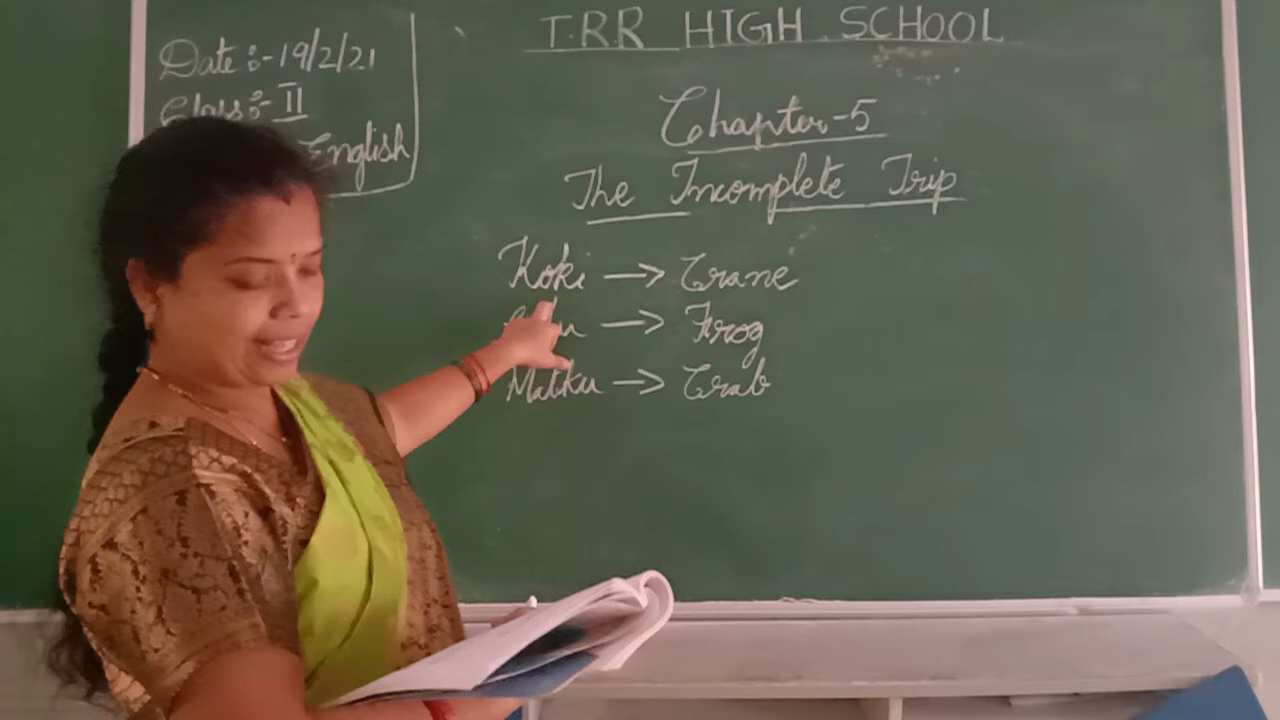 T.R.R HIGH SCHOOL
Date :- 19/2/21
Class :- II
English
Chapter-5
The Incomplete Trip
Koki → Crane
→ Frog
Matku → Crab